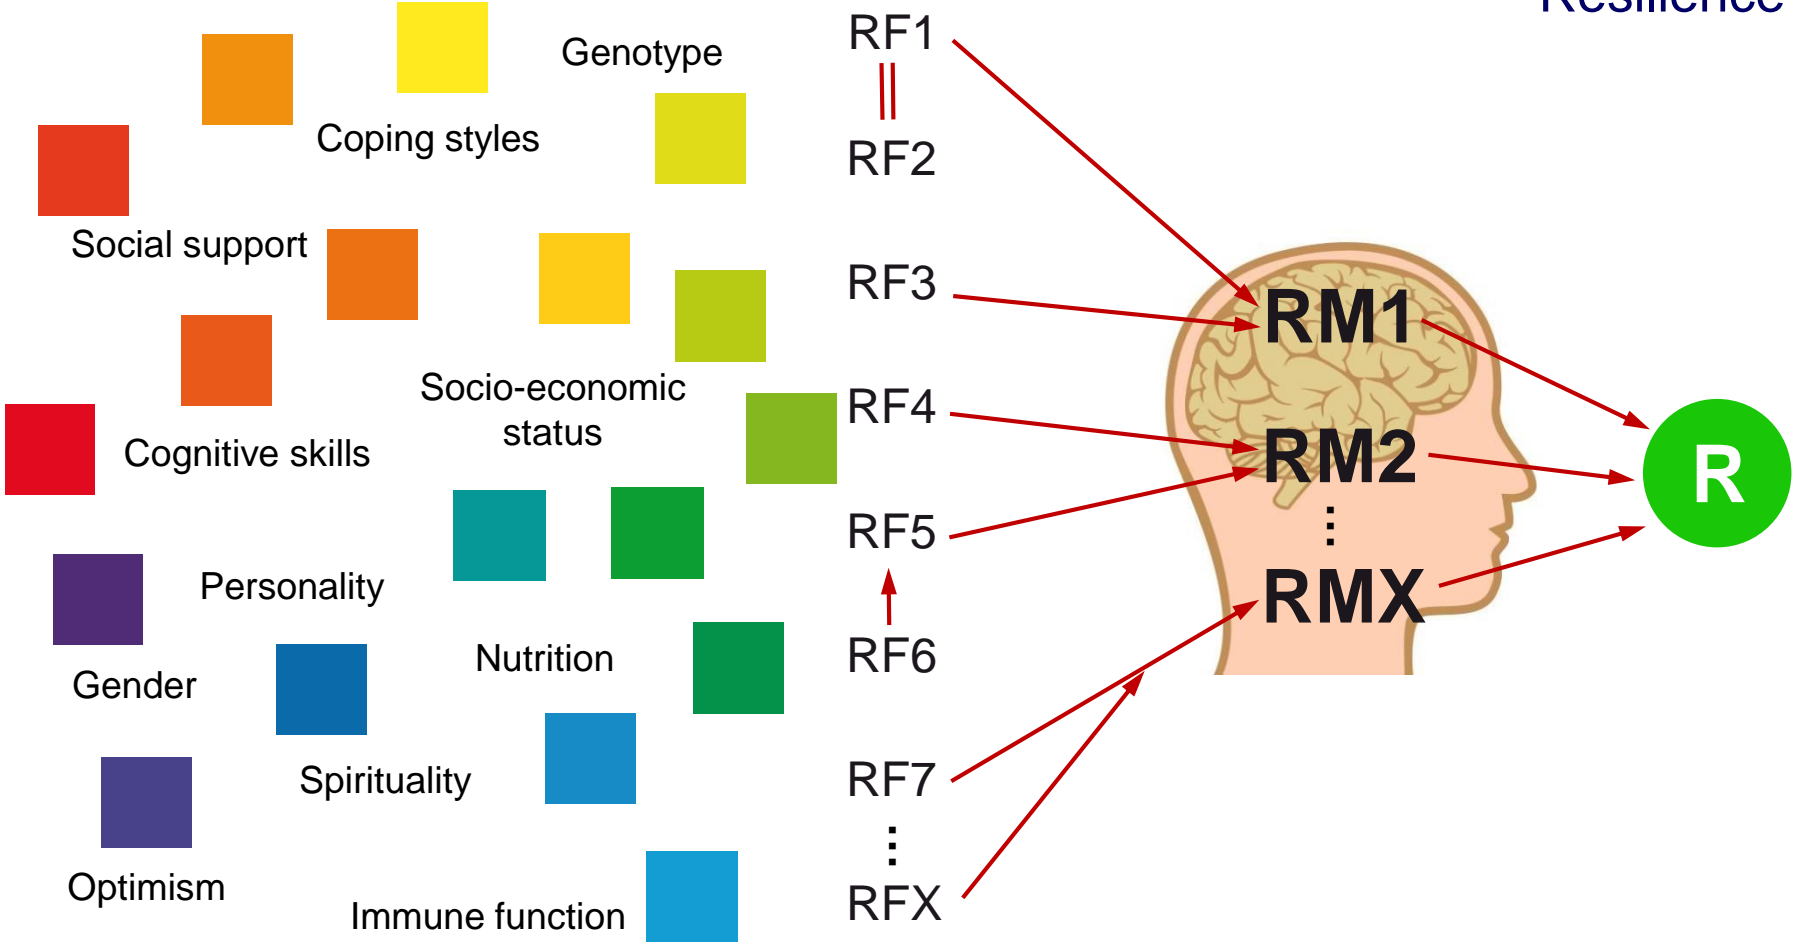 Resilience
Genotype
Coping styles
Social support
Socio-economic
status
Cognitive skills
Personality
Gender
Nutrition
Spirituality
Optimism
Immune function
RF1
RF2
RF3
RF4
RF5
RF6
RF7
⋮
RFX
RM1
RM2
⋮
RMX
R